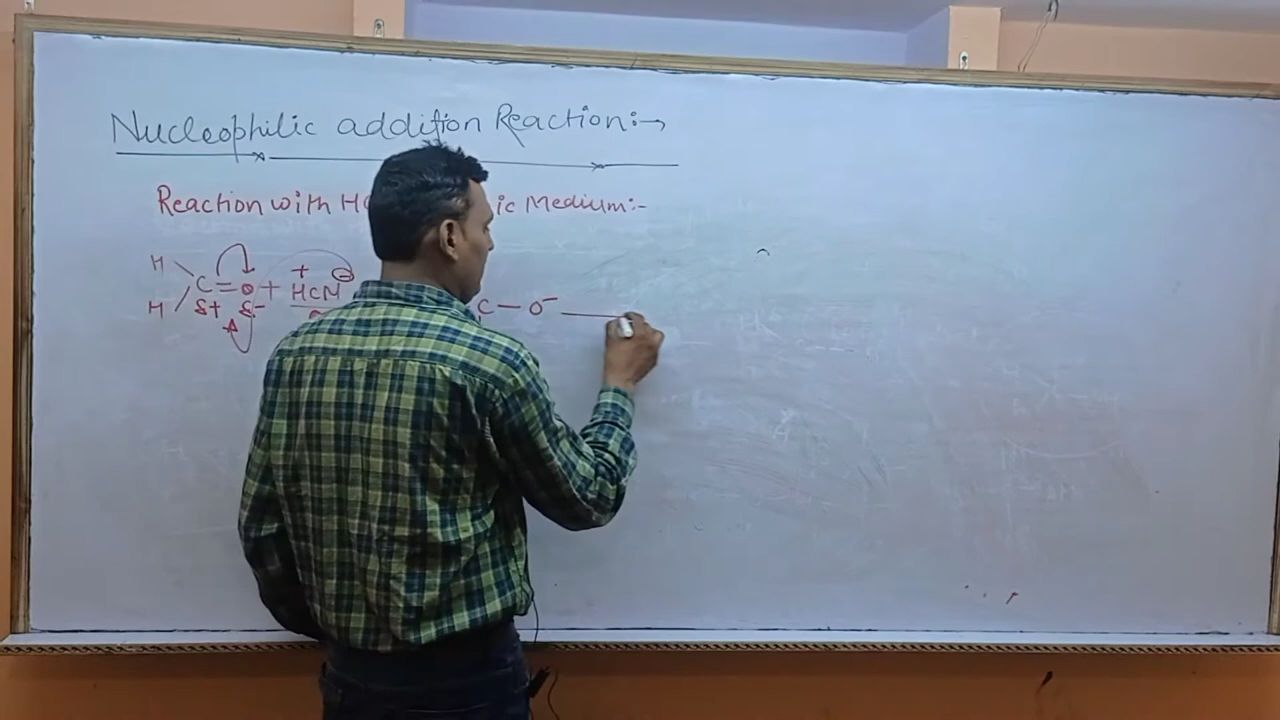 Nucleophilic addition Reaction:→
Reaction with H ic Medium:-
H
C = O + HCN C — O⁻
H δ+ δ-